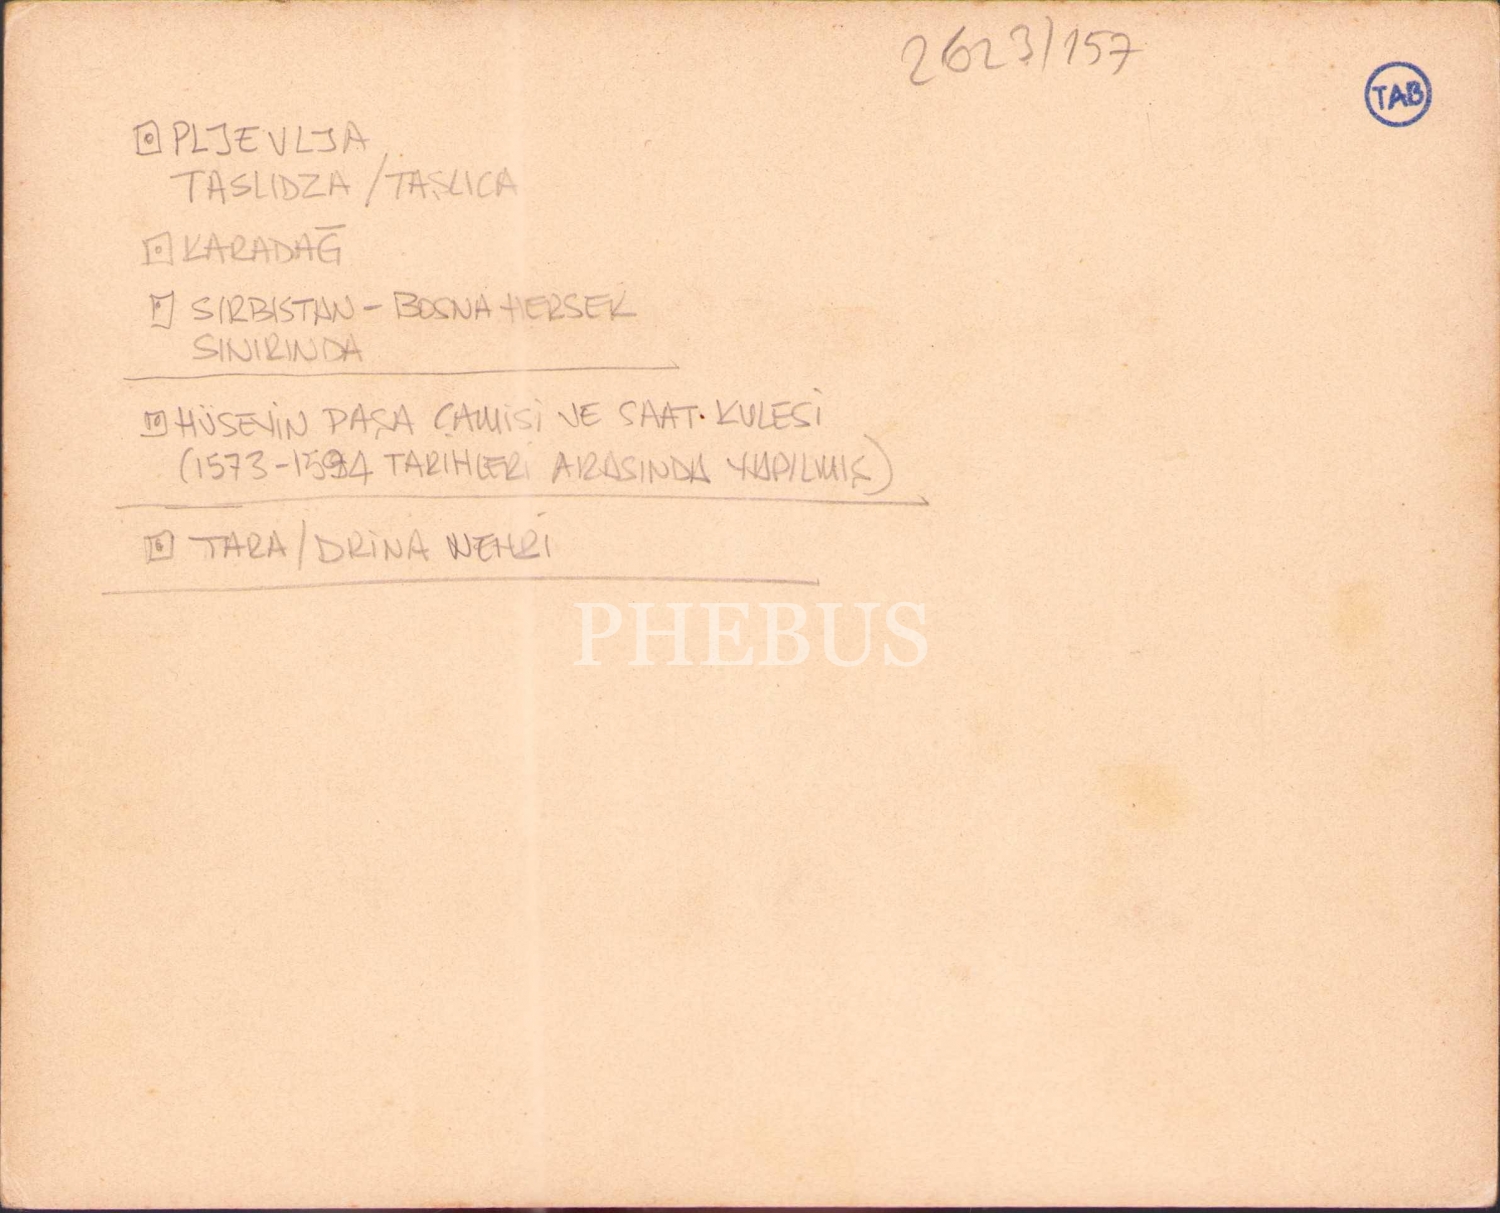 2623/157
TAB
PLJEVLJA
TASLIDZA / TAŞLICA
KARADAĞ
SIRBISTAN - BOSNA HERSEK
SINIRINDA
HÜSEYİN PAŞA CAMİSİ VE SAAT KULESİ
(1573-1594 TARİHLERİ ARASINDA YAPILMIŞ)
TARA / DRİNA NEHRİ
PHEBUS